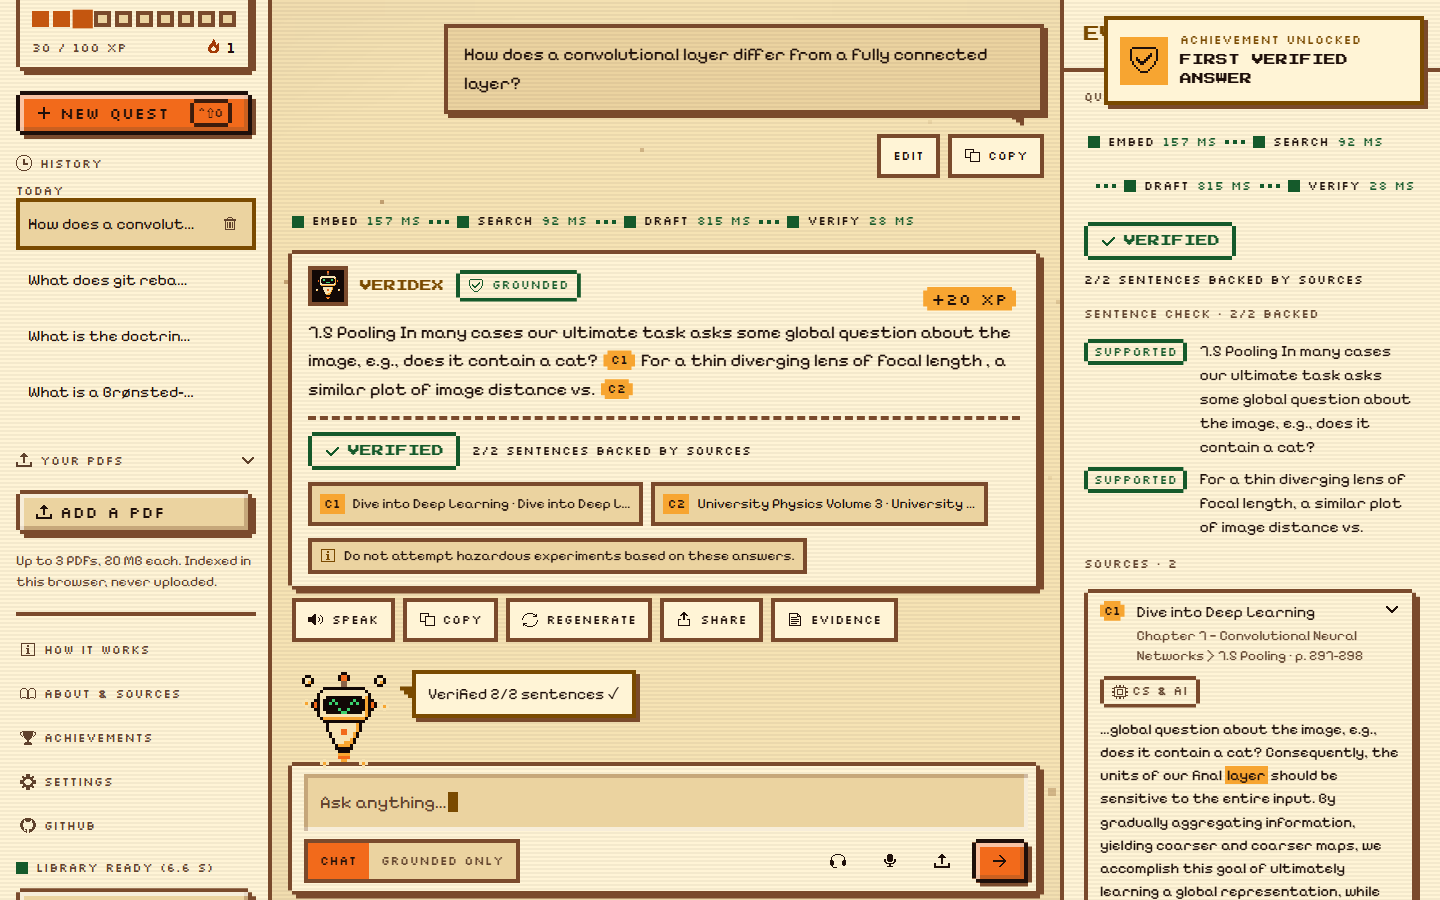 30 / 100 XP
1
+ NEW QUEST ^⇧O
HISTORY
TODAY
How does a convolut...
What does git reba...
What is the doctrin...
What is a Brønsted-...
YOUR PDFS
ADD A PDF
Up to 3 PDFs, 20 MB each. Indexed in
this browser, never uploaded.
HOW IT WORKS
ABOUT & SOURCES
ACHIEVEMENTS
SETTINGS
GITHUB
LIBRARY READY (6.6 S)
How does a convolutional layer differ from a fully connected
layer?
EDIT
COPY
EMBED 157 MS SEARCH 92 MS DRAFT 815 MS VERIFY 28 MS
VERIDEX GROUNDED
+20 XP
7.5 Pooling In many cases our ultimate task asks some global question about the
image, e.g., does it contain a cat? C1 For a thin diverging lens of focal length , a
similar plot of image distance vs. C2
VERIFIED 2/2 SENTENCES BACKED BY SOURCES
C1 Dive into Deep Learning · Dive into Deep L...
C2 University Physics Volume 3 · University ...
Do not attempt hazardous experiments based on these answers.
SPEAK
COPY
REGENERATE
SHARE
EVIDENCE
Verified 2/2 sentences ✓
Ask anything...
CHAT
GROUNDED ONLY
ACHIEVEMENT UNLOCKED
FIRST VERIFIED
ANSWER
EMBED 157 MS SEARCH 92 MS
DRAFT 815 MS VERIFY 28 MS
VERIFIED
2/2 SENTENCES BACKED BY SOURCES
SENTENCE CHECK · 2/2 BACKED
SUPPORTED
7.5 Pooling In many cases
our ultimate task asks
some global question about
the image, e.g., does it
contain a cat?
SUPPORTED
For a thin diverging lens of
focal length, a similar plot
of image distance vs.
SOURCES · 2
C1 Dive into Deep Learning
Chapter 7 - Convolutional Neural
Networks > 7.5 Pooling · p. 297-298
CS & AI
...global question about the image, e.g.,
does it contain a cat? Consequently, the
units of our final layer should be
sensitive to the entire input. By
gradually aggregating information,
yielding coarser and coarser maps, we
accomplish this goal of ultimately
learning a global representation, while